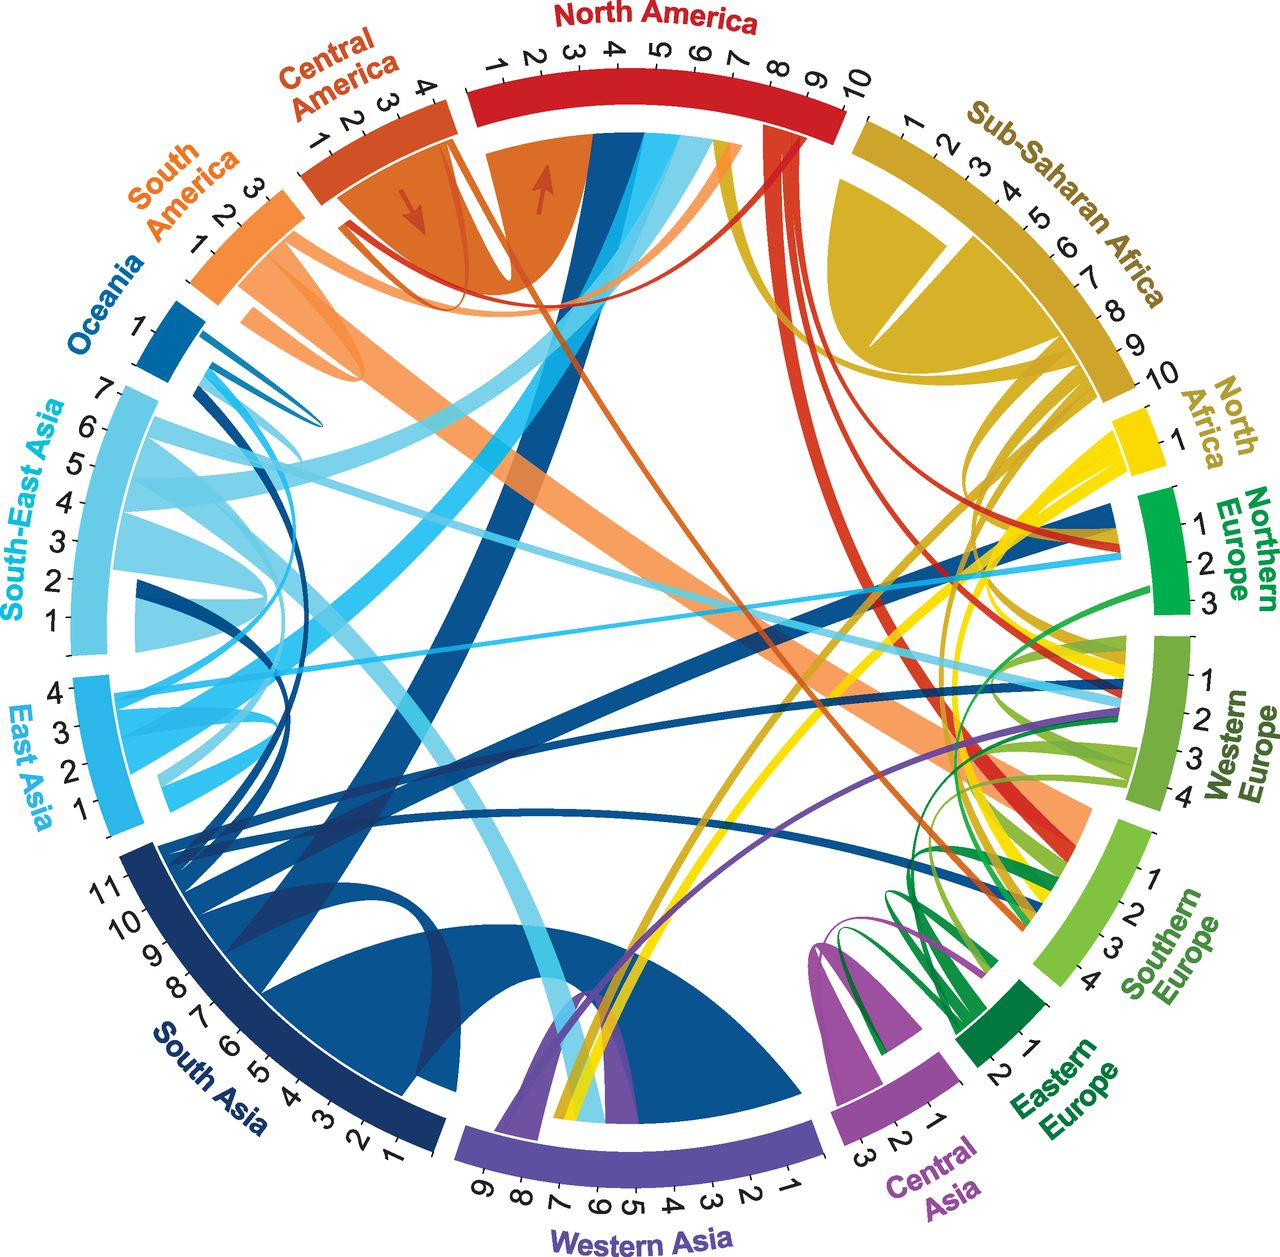 North America
1 2 3 4 5 6 7 8 9 10
Sub-Saharan Africa
1 2 3 4 5 6 7 8 9 10
North
Africa
1
Northern
Europe
1 2 3
Western
Europe
1 2 3 4
Southern
Europe
1 2 3 4
Eastern
Europe
1 2
Central
Asia
1 2 3
Western Asia
1 2 3 4 5 6 7 8 9
South Asia
1 2 3 4 5 6 7 8 9 10 11
East Asia
1 2 3 4
South-East Asia
1 2 3 4 5 6 7
Oceania
1
South
America
1 2 3
Central
America
1 2 3 4